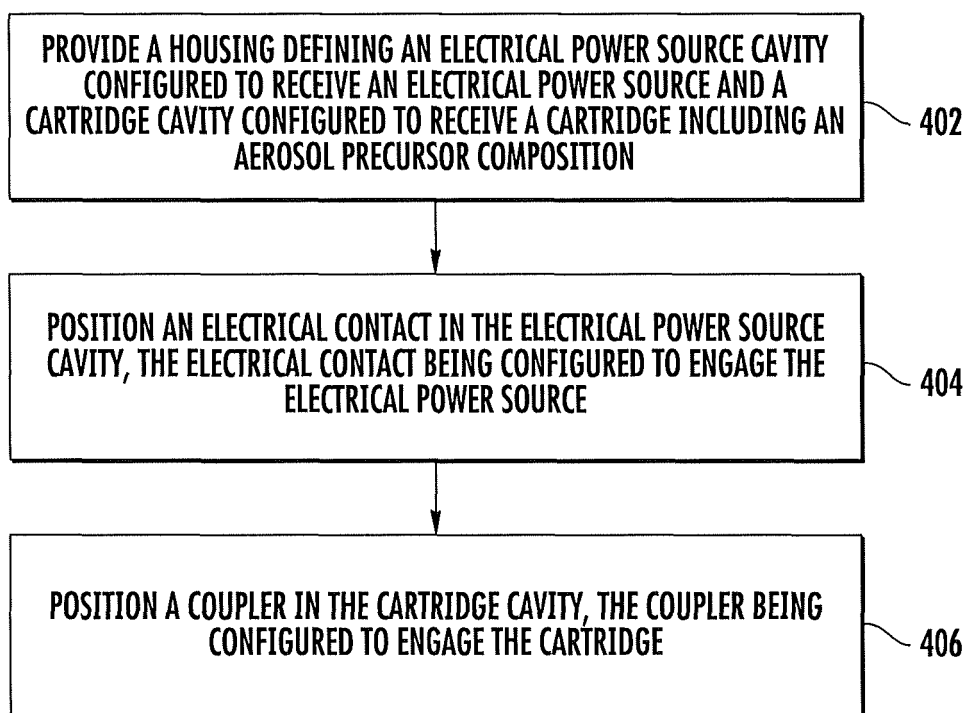 PROVIDE A HOUSING DEFINING AN ELECTRICAL POWER SOURCE CAVITY
CONFIGURED TO RECEIVE AN ELECTRICAL POWER SOURCE AND A
CARTRIDGE CAVITY CONFIGURED TO RECEIVE A CARTRIDGE INCLUDING AN
AEROSOL PRECURSOR COMPOSITION
402
POSITION AN ELECTRICAL CONTACT IN THE ELECTRICAL POWER SOURCE
CAVITY, THE ELECTRICAL CONTACT BEING CONFIGURED TO ENGAGE THE
ELECTRICAL POWER SOURCE
404
POSITION A COUPLER IN THE CARTRIDGE CAVITY, THE COUPLER BEING
CONFIGURED TO ENGAGE THE CARTRIDGE
406